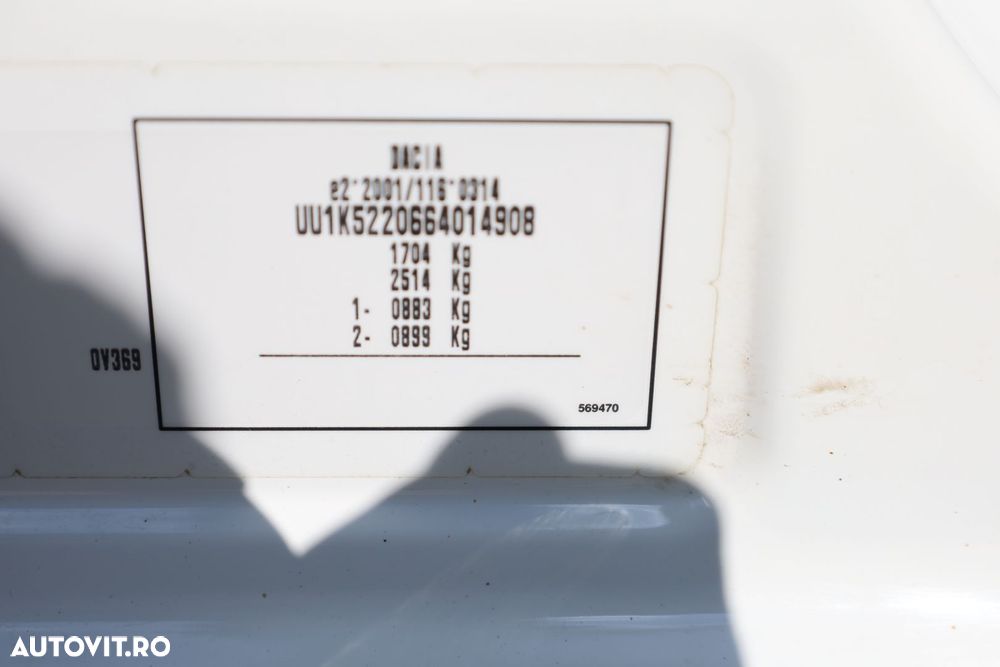 DACIA
e2*2001/116*0314
UU1K5220664014908
1704 Kg
2514 Kg
1- 0883 Kg
2- 0899 Kg
OV369
569470
AUTOVIT.RO